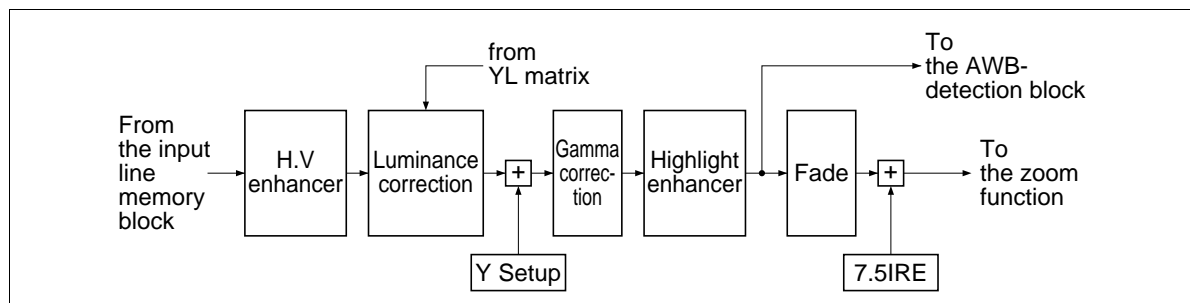 From
the input
line
memory
block
H.V
enhancer
from
YL matrix
Luminance
correction
+
Y Setup
Gamma
correc-
tion
Highlight
enhancer
To
the AWB-
detection block
Fade
+
7.5IRE
To
the zoom
function